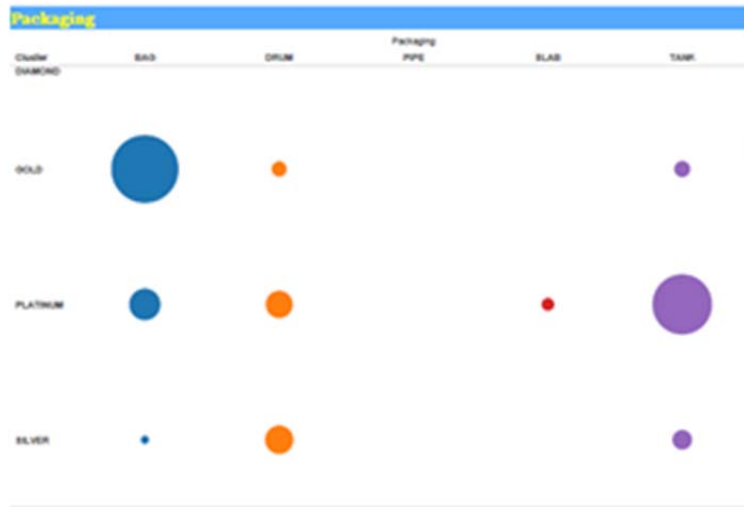 Packaging
Packaging
Cluster BAG DRUM PIPE SLAB TANK
DIAMOND
GOLD
PLATINUM
SILVER